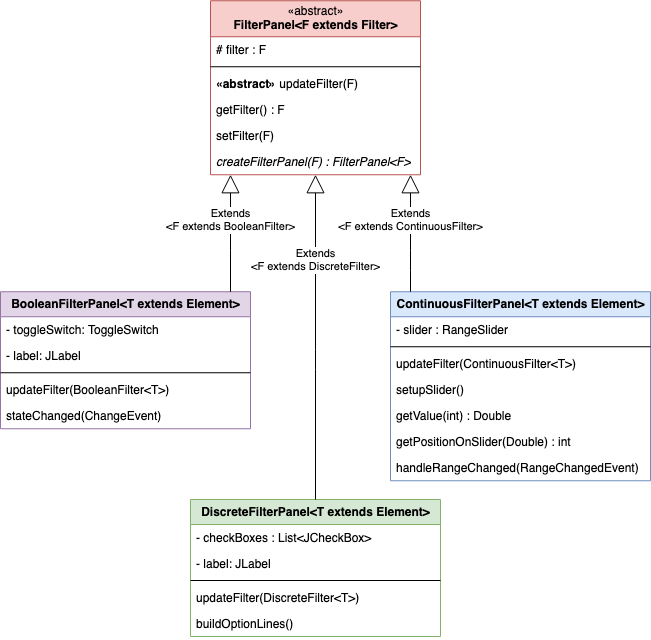 «abstract»
FilterPanel<F extends Filter>
# filter : F
«abstract» updateFilter(F)
getFilter() : F
setFilter(F)
createFilterPanel(F) : FilterPanel<F>
Extends
<F extends BooleanFilter>
Extends
<F extends ContinuousFilter>
Extends
<F extends DiscreteFilter>
BooleanFilterPanel<T extends Element>
- toggleSwitch: ToggleSwitch
- label: JLabel
updateFilter(BooleanFilter<T>)
stateChanged(ChangeEvent)
ContinuousFilterPanel<T extends Element>
- slider : RangeSlider
updateFilter(ContinuousFilter<T>)
setupSlider()
getValue(int) : Double
getPositionOnSlider(Double) : int
handleRangeChanged(RangeChangedEvent)
DiscreteFilterPanel<T extends Element>
- checkBoxes : List<JCheckBox>
- label: JLabel
updateFilter(DiscreteFilter<T>)
buildOptionLines()